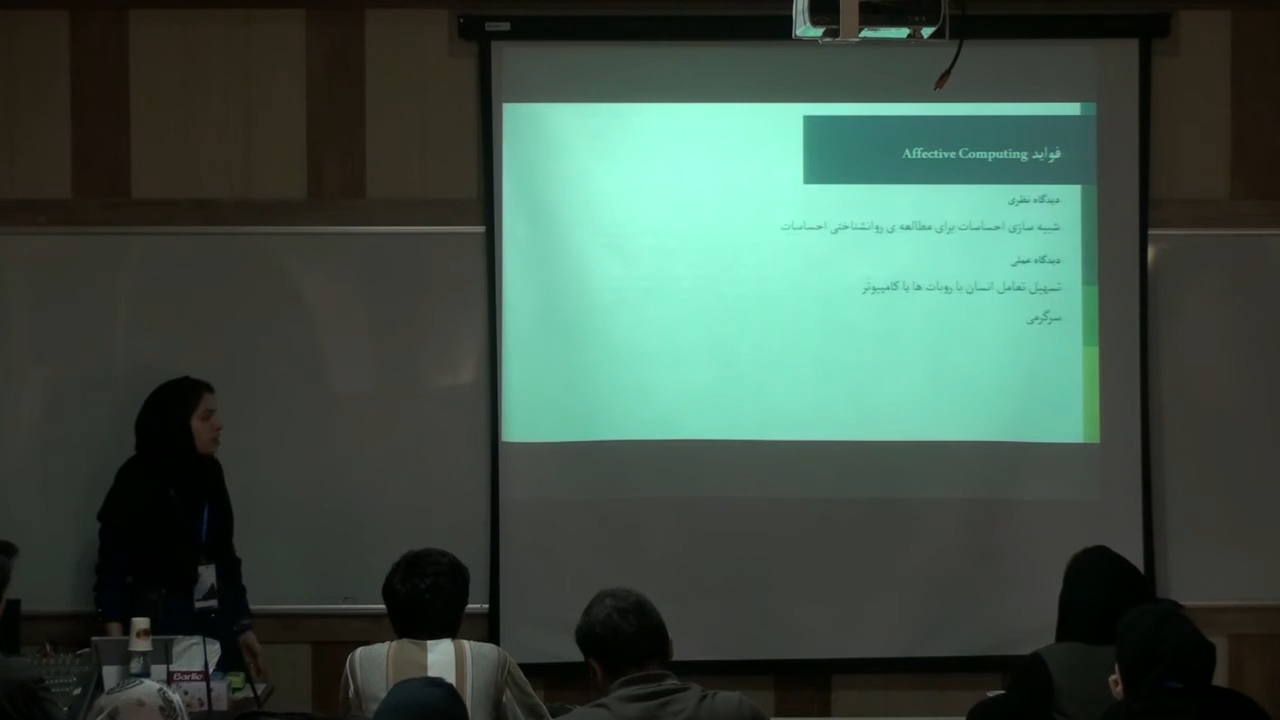 فواید Affective Computing
دیدگاه نظری
شبیه سازی احساسات برای مطالعه ی روانشناختی احساسات
دیدگاه عملی
تسهیل تعامل انسان با روبات ها یا کامپیوتر
سرگرمی
Barlie